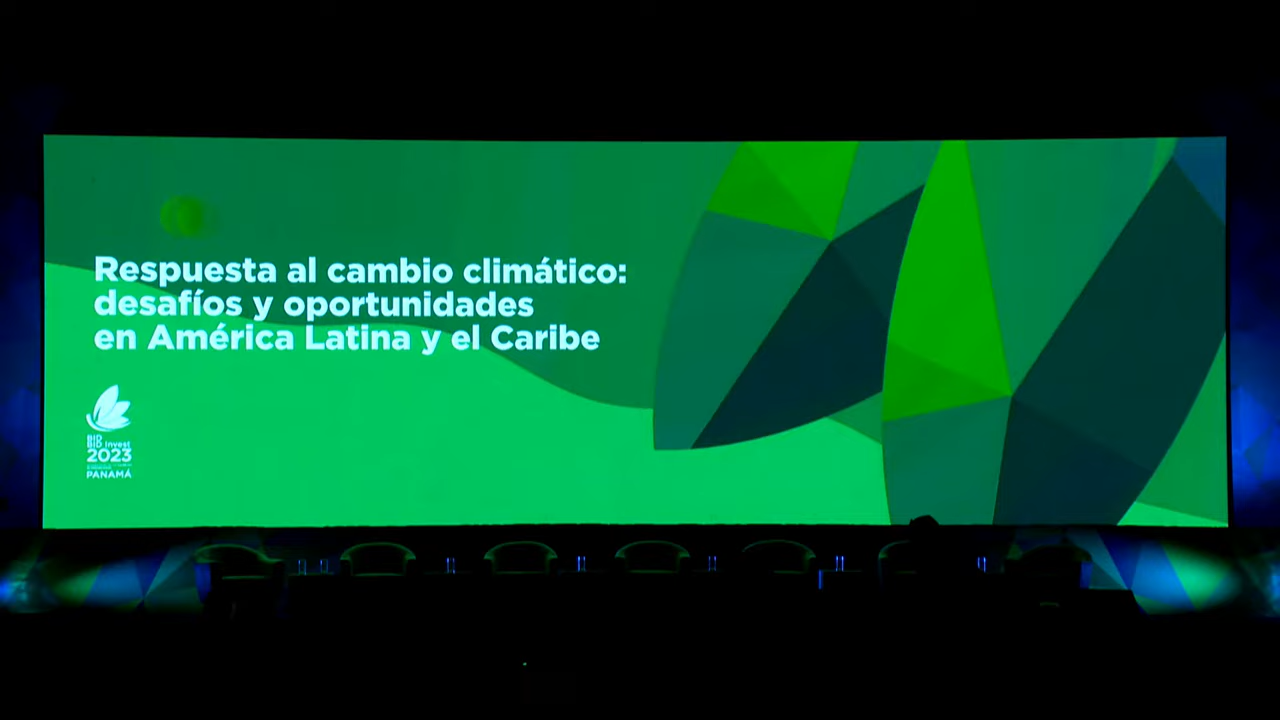 Respuesta al cambio climático:
desafíos y oportunidades
en América Latina y el Caribe
BID
BID Invest
2023
PANAMÁ